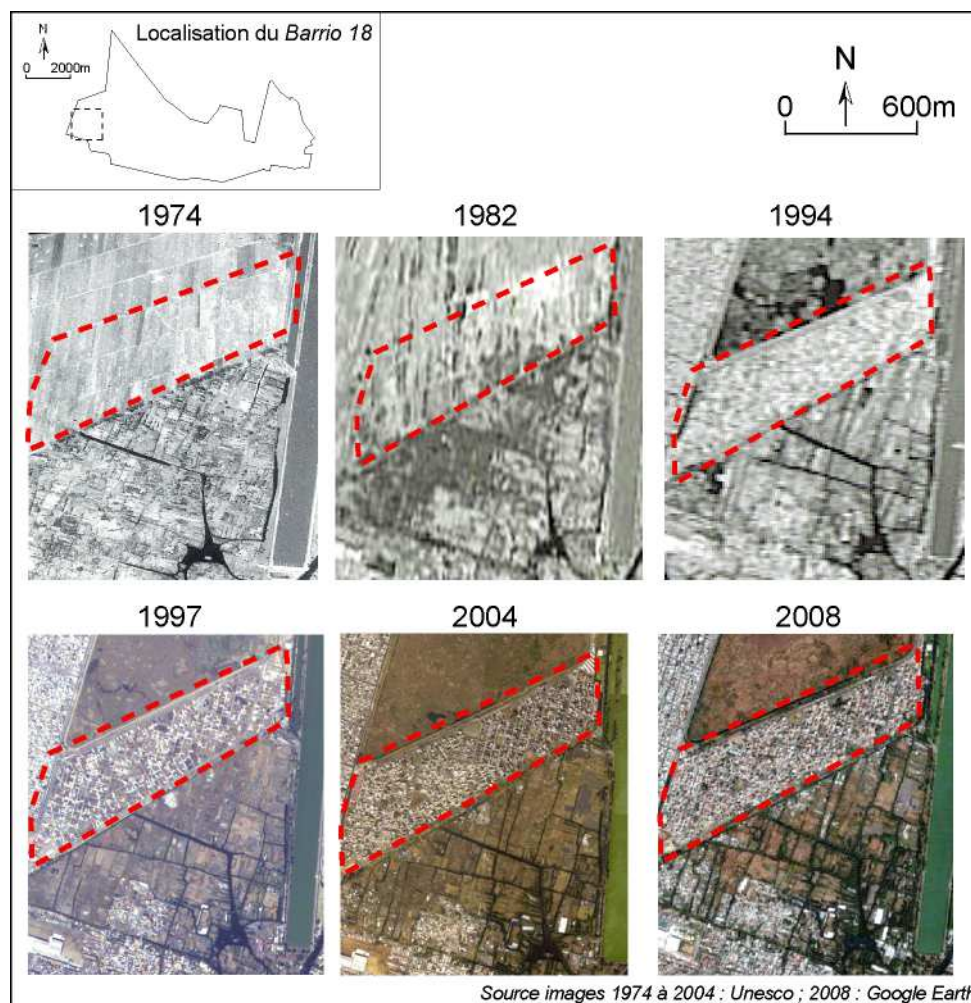 Localisation du Barrio 18
N
0 2000m
N
0 600m
1974 1982 1994
1997 2004 2008
Source images 1974 à 2004 : Unesco ; 2008 : Google Earth